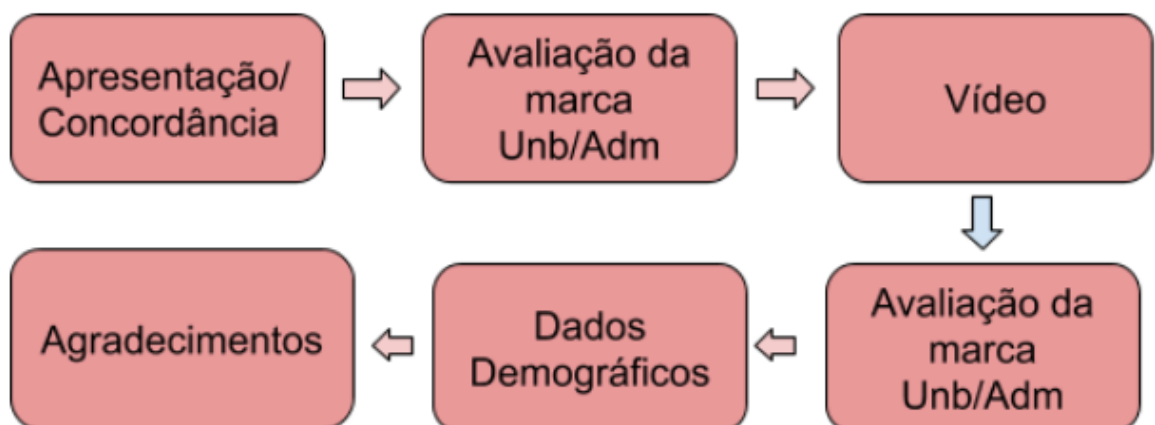 Apresentação/
Concordância
Avaliação da
marca
Unb/Adm
Vídeo
Avaliação da
marca
Unb/Adm
Dados
Demográficos
Agradecimentos